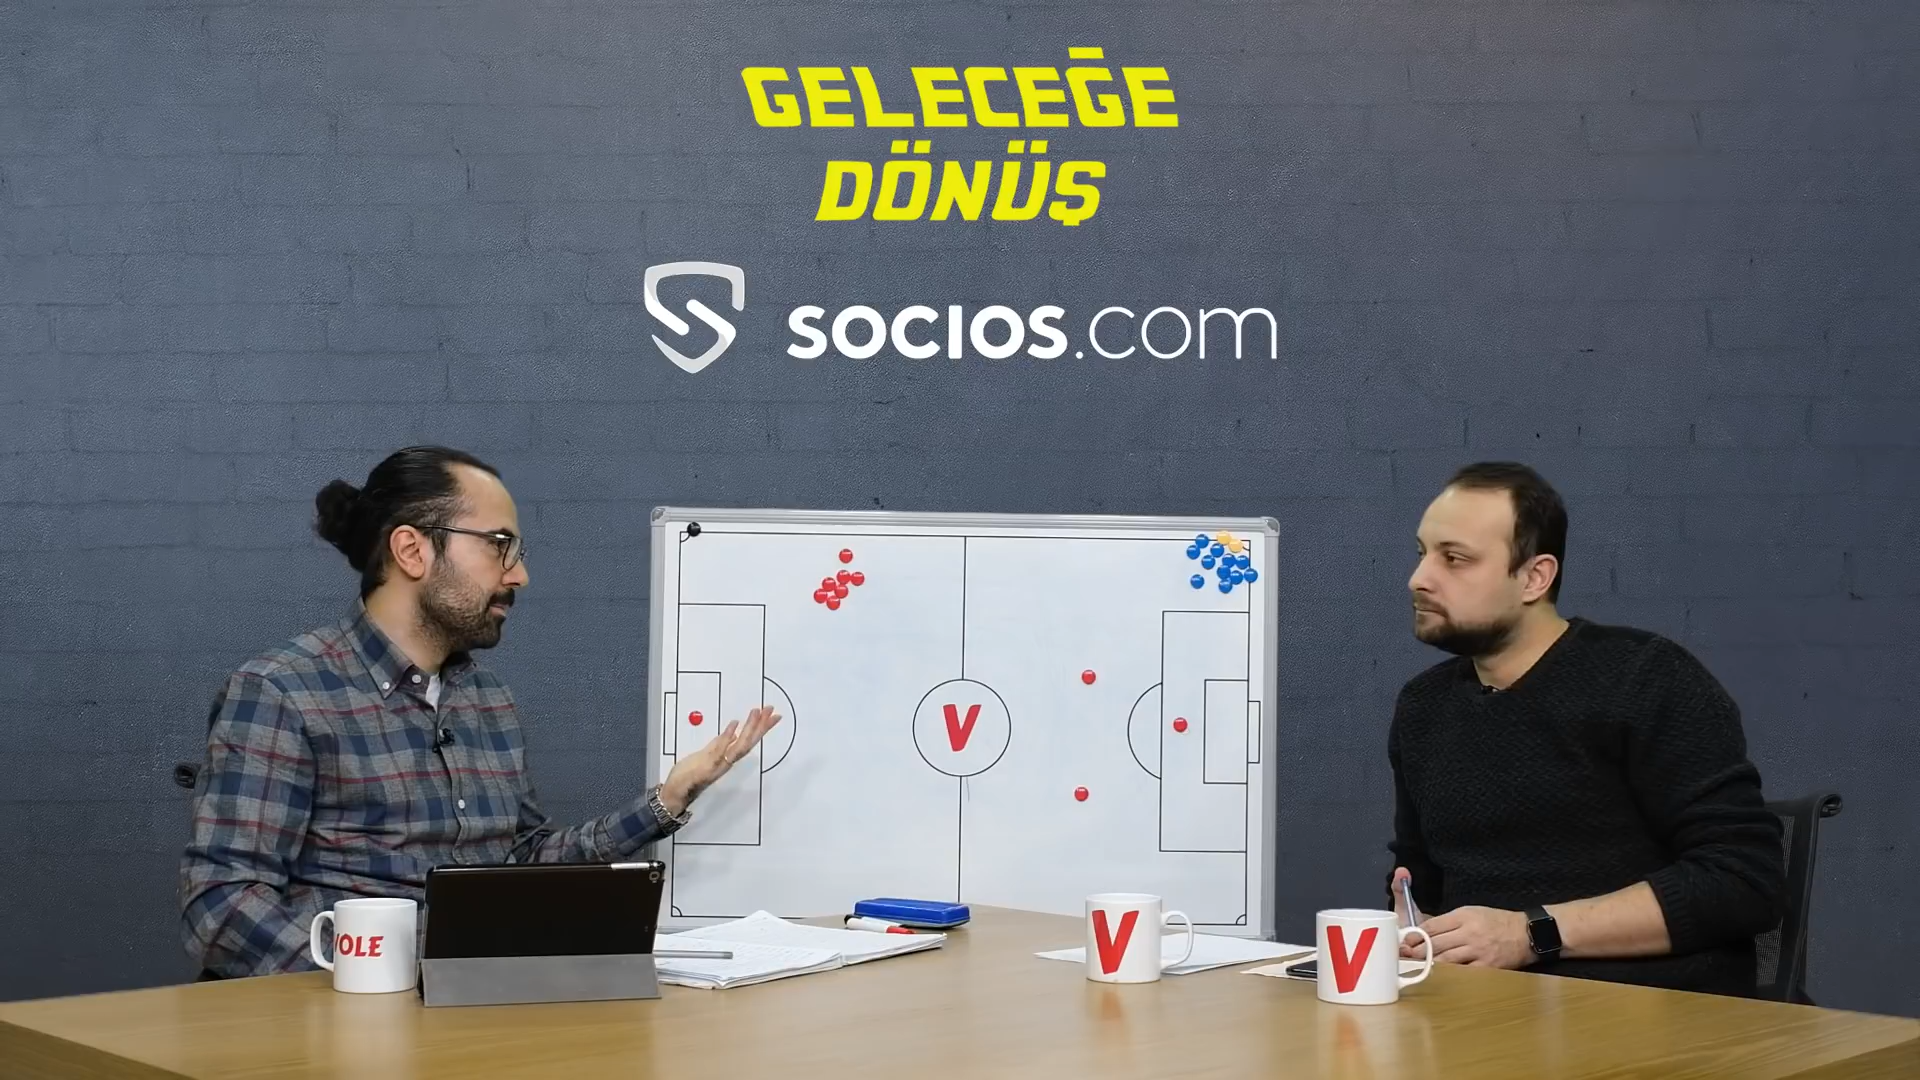 GELECEĞE
DÖNÜŞ
SOCIOS.com
V
VOLE
V
V